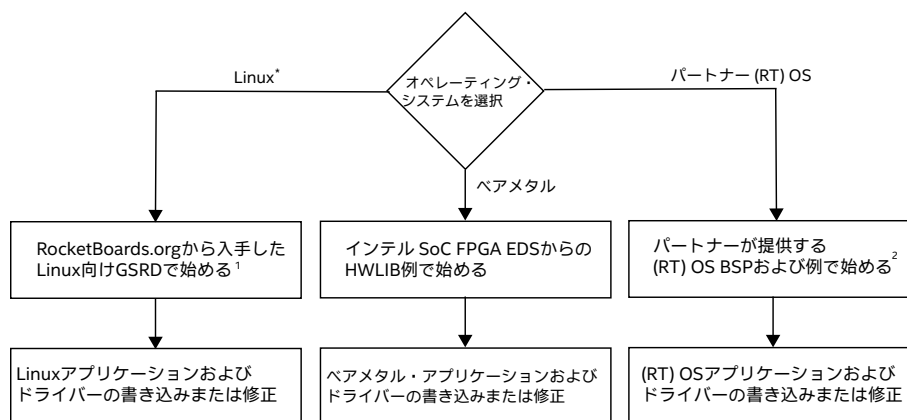 オペレーティング・
システムを選択
Linux*
パートナー (RT) OS
ベアメタル
RocketBoards.orgから入手した
Linux向けGSRDで始める1
インテル SoC FPGA EDSからの
HWLIB例で始める
パートナーが提供する
(RT) OS BSPおよび例で始める2
Linuxアプリケーションおよび
ドライバーの書き込みまたは修正
ベアメタル・アプリケーションおよび
ドライバーの書き込みまたは修正
(RT) OSアプリケーションおよび
ドライバーの書き込みまたは修正